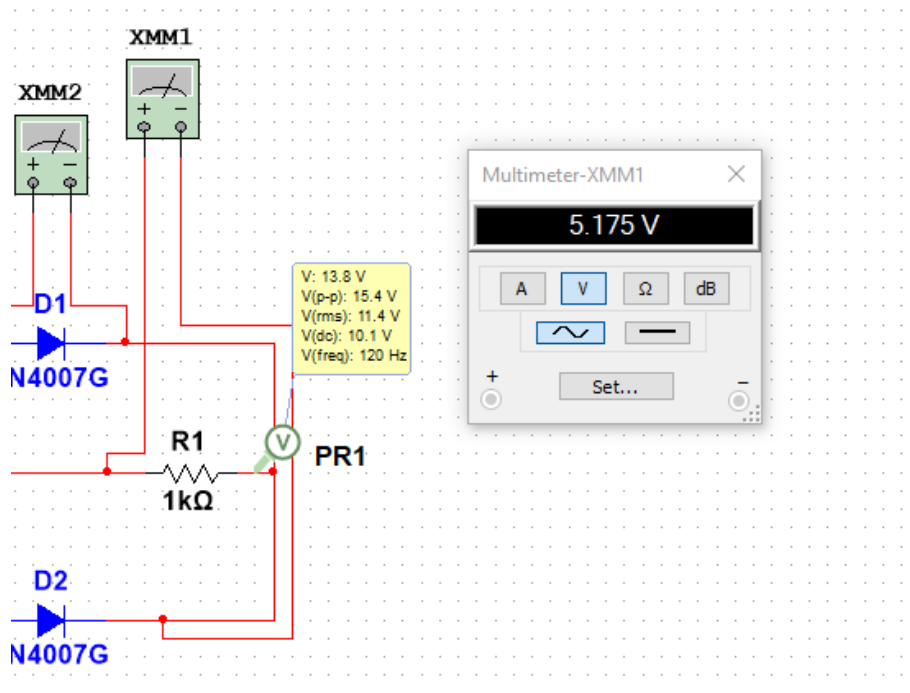 XMM1
XMM2
+ −
+ −
D1
N4007G
V: 13.8 V
V(p-p): 15.4 V
V(rms): 11.4 V
V(dc): 10.1 V
V(freq): 120 Hz
R1
1kΩ
V
PR1
D2
N4007G
Multimeter-XMM1
5.175 V
A V Ω dB
+ −
Set...